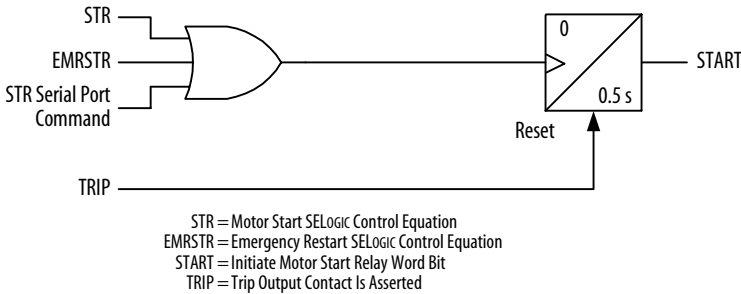 STR
EMRSTR
STR Serial Port
Command
TRIP
0
0.5 s
Reset
START
STR = Motor Start SELOGIC Control Equation
EMRSTR = Emergency Restart SELOGIC Control Equation
START = Initiate Motor Start Relay Word Bit
TRIP = Trip Output Contact Is Asserted